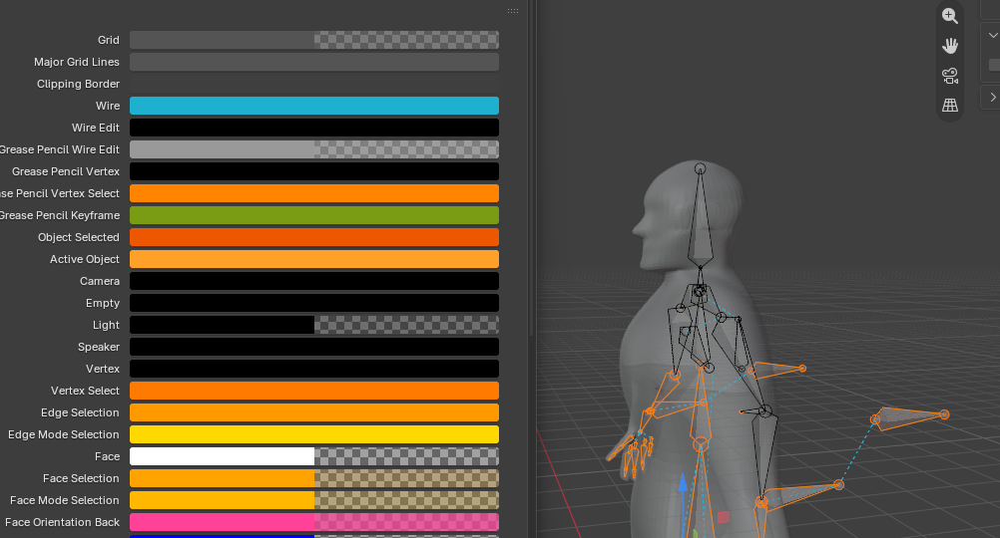 Grid
Major Grid Lines
Clipping Border
Wire
Wire Edit
Grease Pencil Wire Edit
Grease Pencil Vertex
se Pencil Vertex Select
Grease Pencil Keyframe
Object Selected
Active Object
Camera
Empty
Light
Speaker
Vertex
Vertex Select
Edge Selection
Edge Mode Selection
Face
Face Selection
Face Mode Selection
Face Orientation Back